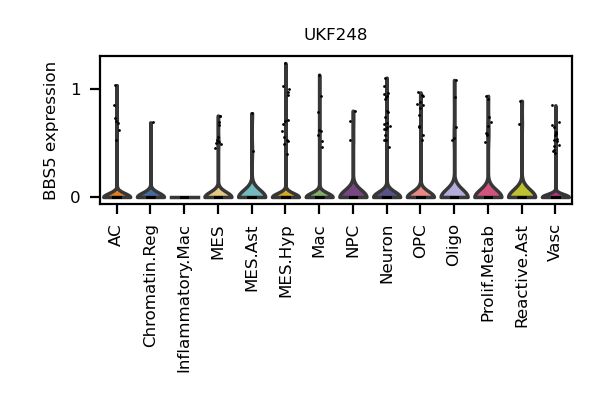 UKF248
BBS5 expression
1
0
AC
Chromatin.Reg
Inflammatory.Mac
MES
MES.Ast
MES.Hyp
Mac
NPC
Neuron
OPC
Oligo
Prolif.Metab
Reactive.Ast
Vasc